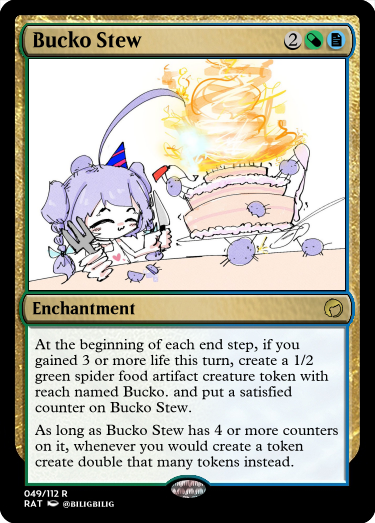 Bucko Stew 2
Enchantment
At the beginning of each end step, if you
gained 3 or more life this turn, create a 1/2
green spider food artifact creature token with
reach named Bucko. and put a satisfied
counter on Bucko Stew.
As long as Bucko Stew has 4 or more counters
on it, whenever you would create a token
create double that many tokens instead.
049/112 R
RAT @BILIGBILIG